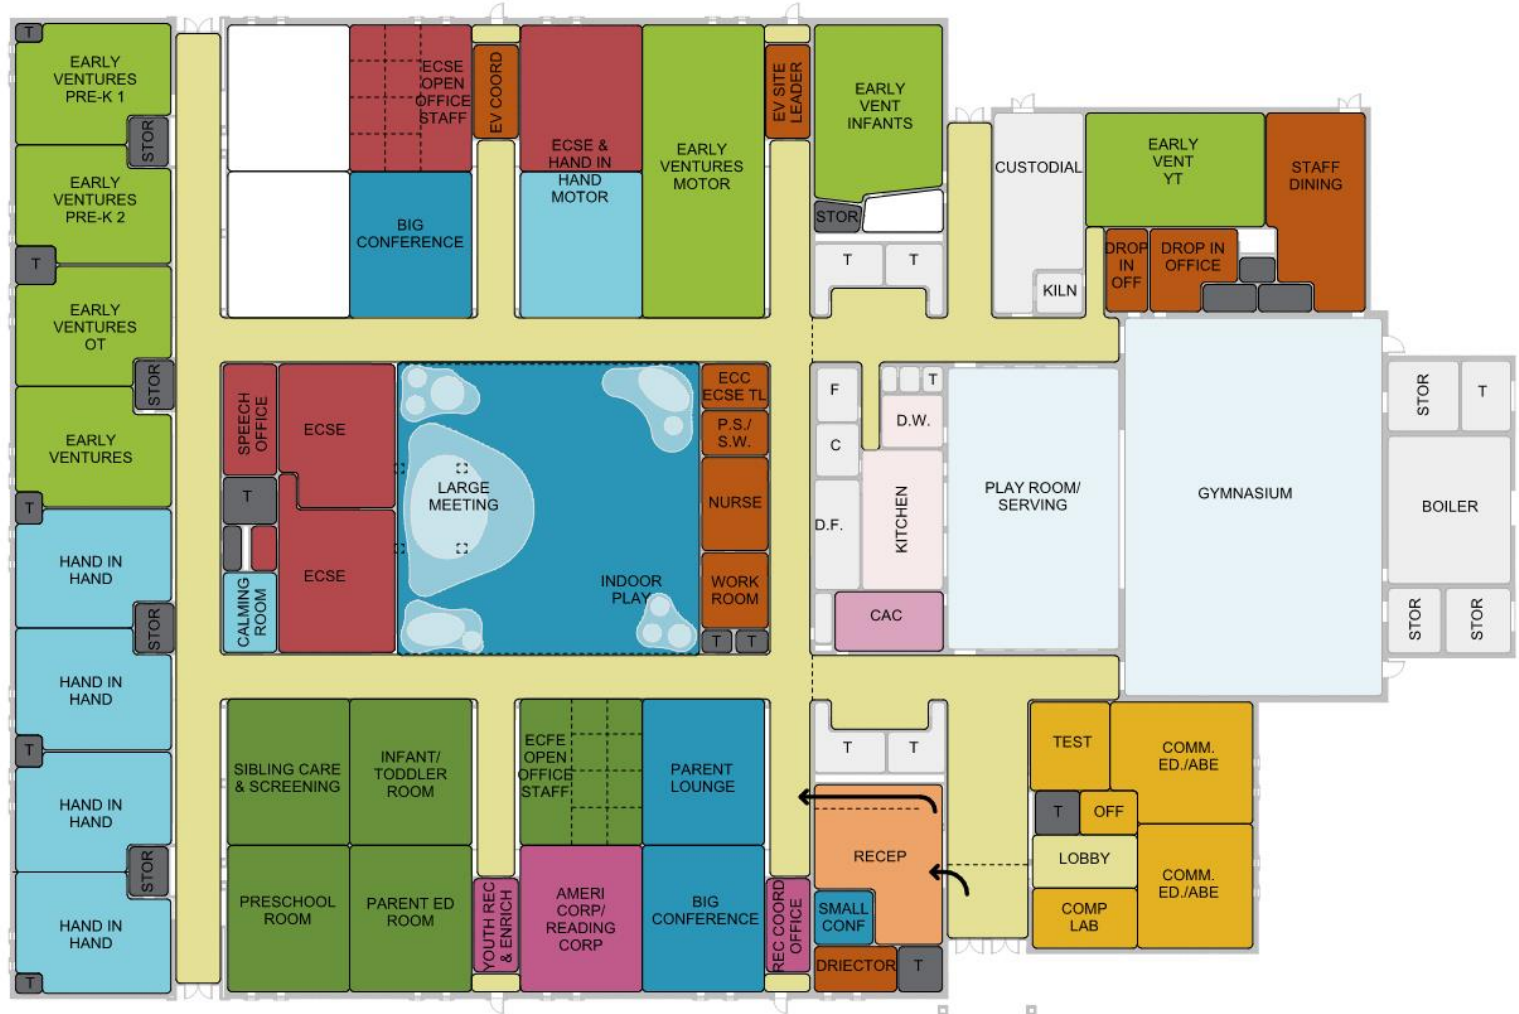 T
EARLY
VENTURES
PRE-K 1
STOR
EARLY
VENTURES
PRE-K 2
T
EARLY
VENTURES
OT
STOR
EARLY
VENTURES
T
HAND IN
HAND
STOR
HAND IN
HAND
T
HAND IN
HAND
STOR
HAND IN
HAND
T
ECSE
OPEN
OFFICE
STAFF
BIG
CONFERENCE
EV COORD
ECSE &
HAND IN
HAND
MOTOR
EARLY
VENTURES
MOTOR
EV SITE
LEADER
EARLY
VENT
INFANTS
STOR
T
T
T
CUSTODIAL
KILN
EARLY
VENT
YT
STAFF
DINING
DROP
IN
OFF
DROP IN
OFFICE
SPEECH
OFFICE
ECSE
T
ECSE
CALMING
ROOM
LARGE
MEETING
INDOOR
PLAY
ECC
ECSE TL
P.S./
S.W.
NURSE
WORK
ROOM
T
T
F
C
D.F.
T
D.W.
KITCHEN
CAC
PLAY ROOM/
SERVING
GYMNASIUM
STOR
T
BOILER
STOR
STOR
SIBLING CARE
& SCREENING
INFANT/
TODDLER
ROOM
ECFE
OPEN
OFFICE
STAFF
PARENT
LOUNGE
PRESCHOOL
ROOM
PARENT ED
ROOM
YOUTH REC
& ENRICH
AMERI
CORP/
READING
CORP
BIG
CONFERENCE
REC COORD
OFFICE
T
T
RECEP
SMALL
CONF
DRIECTOR
T
TEST
COMM.
ED./ABE
T
OFF
LOBBY
COMP
LAB
COMM.
ED./ABE